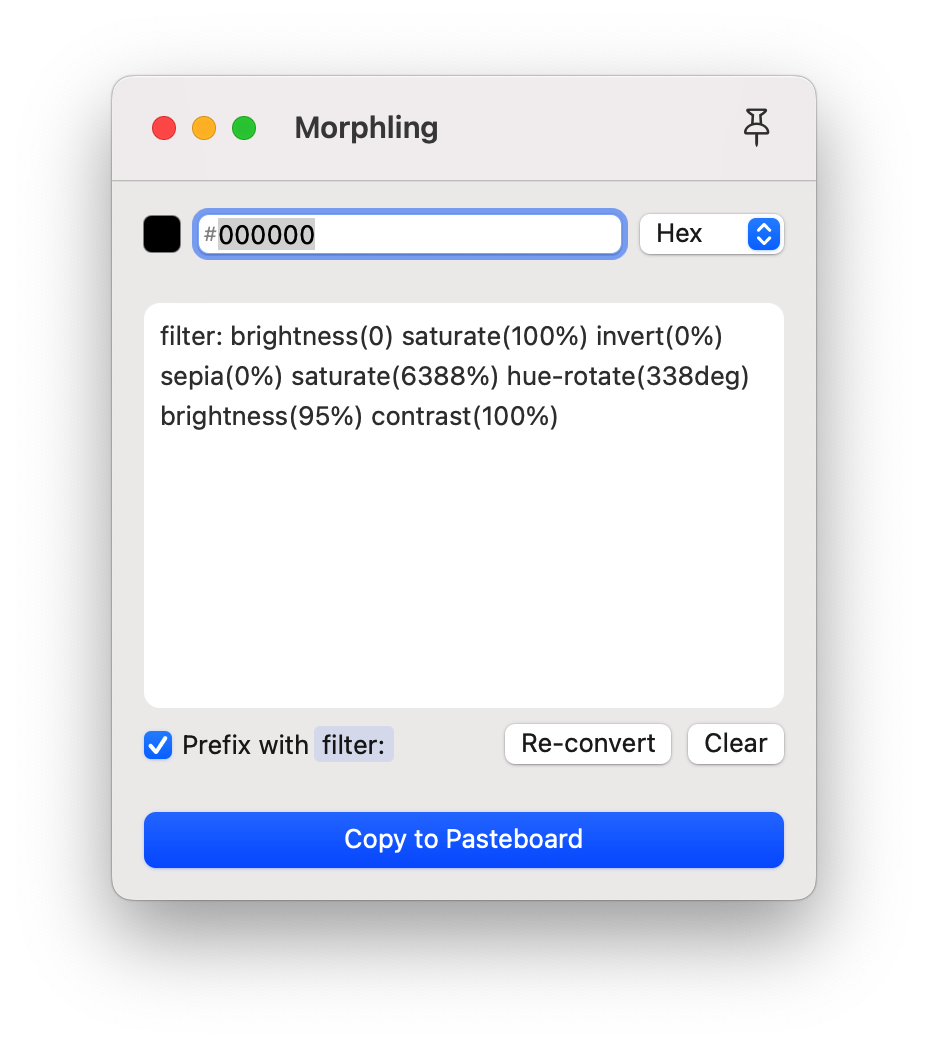 Morphling
#000000
Hex
filter: brightness(0) saturate(100%) invert(0%)
sepia(0%) saturate(6388%) hue-rotate(338deg)
brightness(95%) contrast(100%)
Prefix with filter:
Re-convert
Clear
Copy to Pasteboard